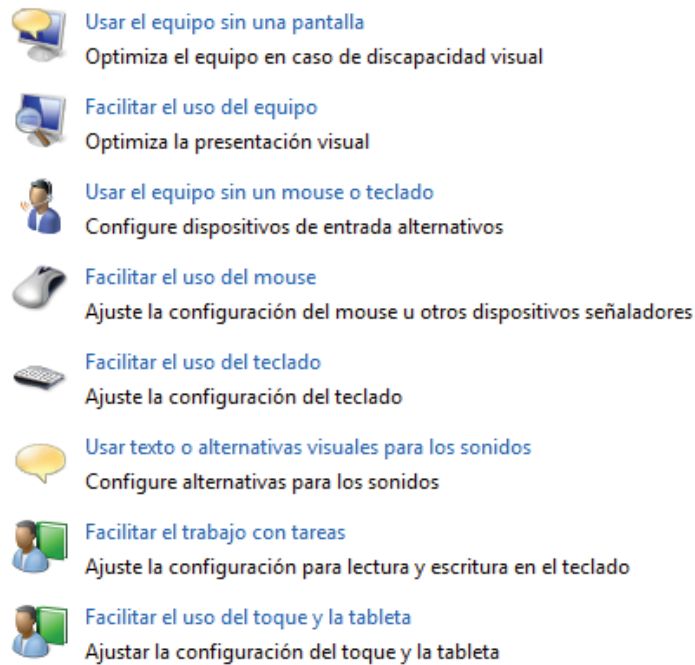 Usar el equipo sin una pantalla
Optimiza el equipo en caso de discapacidad visual
Facilitar el uso del equipo
Optimiza la presentación visual
Usar el equipo sin un mouse o teclado
Configure dispositivos de entrada alternativos
Facilitar el uso del mouse
Ajuste la configuración del mouse u otros dispositivos señaladores
Facilitar el uso del teclado
Ajuste la configuración del teclado
Usar texto o alternativas visuales para los sonidos
Configure alternativas para los sonidos
Facilitar el trabajo con tareas
Ajuste la configuración para lectura y escritura en el teclado
Facilitar el uso del toque y la tableta
Ajustar la configuración del toque y la tableta